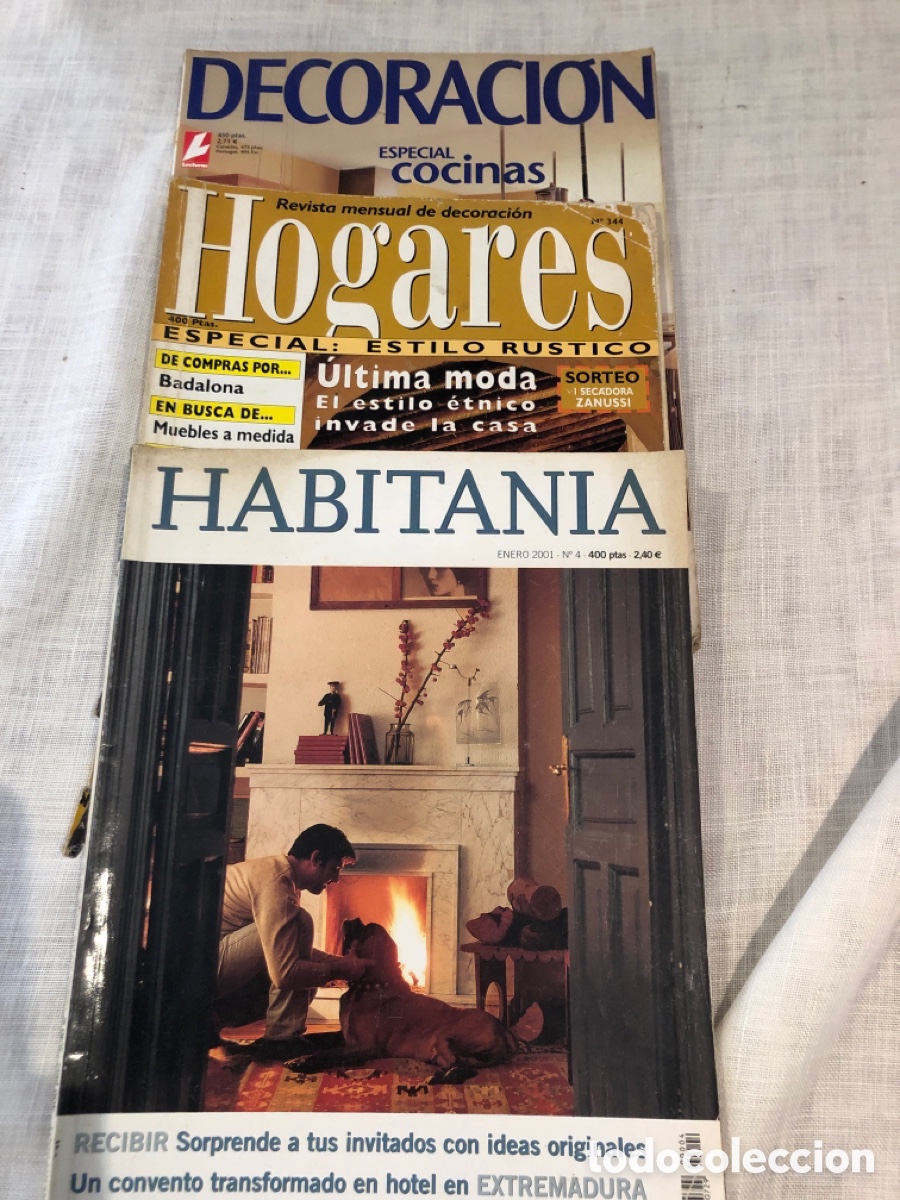 DECORACIÓN
450 ptas.
2,71 €
ESPECIAL
cocinas
Revista mensual de decoración
Nº 344
Hogares
400 Ptas.
ESPECIAL: ESTILO RUSTICO
DE COMPRAS POR...
Badalona
EN BUSCA DE...
Muebles a medida
Última moda
El estilo étnico
invade la casa
SORTEO
1 SECADORA
ZANUSSI
HABITANIA
ENERO 2001 · Nº 4 · 400 ptas · 2,40 €
RECIBIR Sorprende a tus invitados con ideas originales
Un convento transformado en hotel en EXTREMADURA
todocoleccion